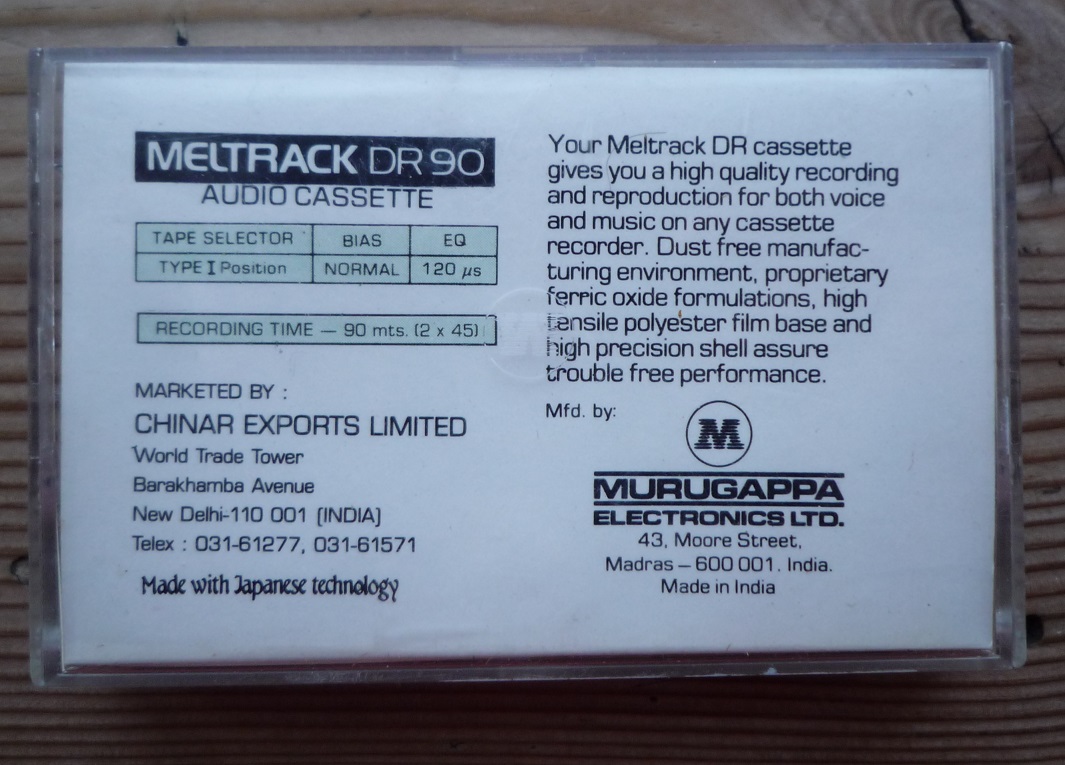 MELTRACK DR 90
AUDIO CASSETTE
TAPE SELECTOR BIAS EQ
TYPE I Position NORMAL 120 µs
RECORDING TIME — 90 mts. (2 x 45)
MARKETED BY :
CHINAR EXPORTS LIMITED
World Trade Tower
Barakhamba Avenue
New Delhi-110 001 (INDIA)
Telex : 031-61277, 031-61571
Made with Japanese technology
Your Meltrack DR cassette
gives you a high quality recording
and reproduction for both voice
and music on any cassette
recorder. Dust free manufac-
turing environment, proprietary
ferric oxide formulations, high
tensile polyester film base and
high precision shell assure
trouble free performance.
Mfd. by:
M
MURUGAPPA
ELECTRONICS LTD.
43, Moore Street,
Madras – 600 001. India.
Made in India